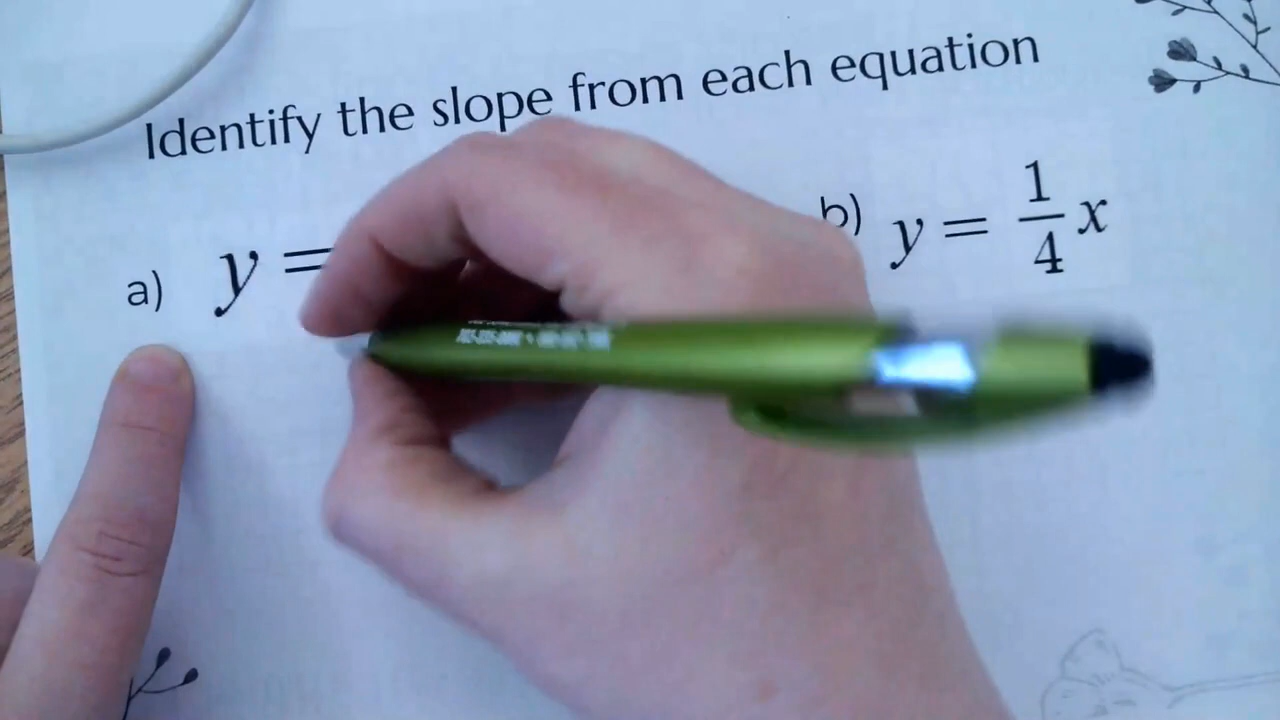 Identify the slope from each equation
a) y =
b) y = 1/4 x